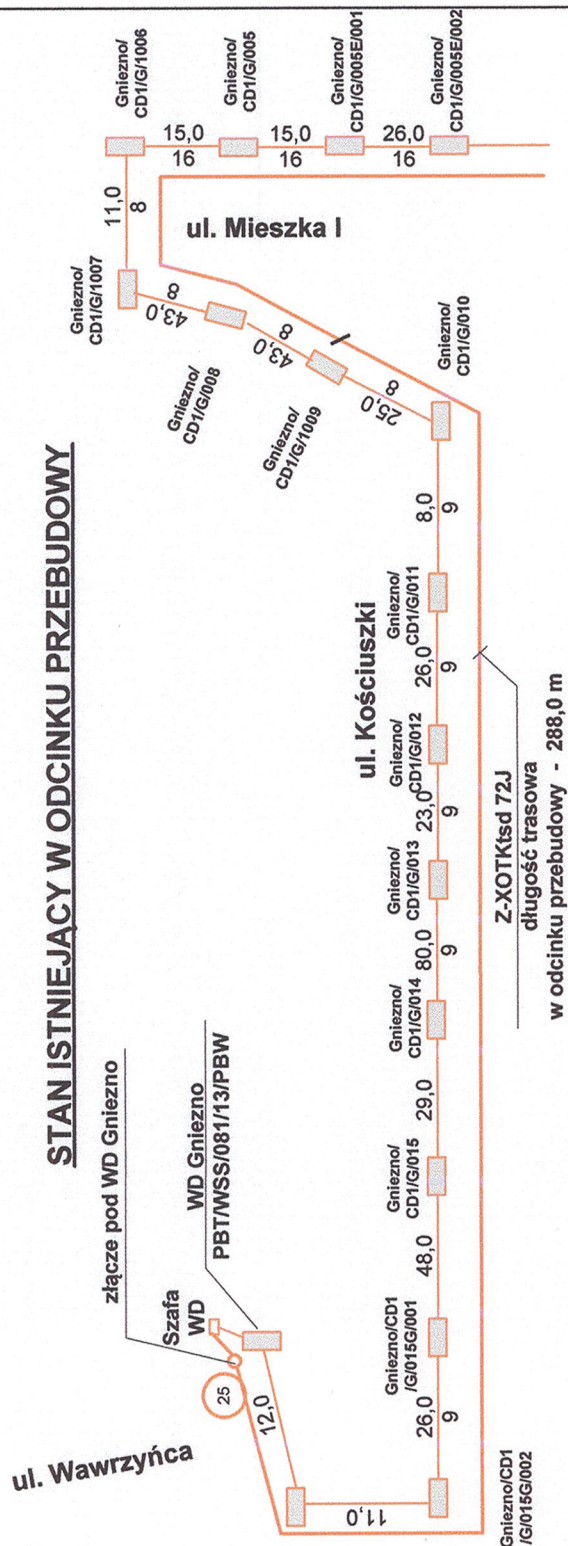 STAN ISTNIEJĄCY W ODCINKU PRZEBUDOWY
ul. Wawrzyńca
złącze pod WD Gniezno
Szafa
WD
25
WD Gniezno
PBT/WSS/081/13/PBW
12,0
11,0
Gniezno/CD1
/G/015G/002
26,0
9
Gniezno/CD1
/G/015G/001
48,0
Gniezno/
CD1/G/015
29,0
Gniezno/
CD1/G/014
80,0
9
Gniezno/
CD1/G/013
23,0
9
Gniezno/
CD1/G/012
26,0
9
Gniezno/
CD1/G/011
8,0
9
ul. Kościuszki
Gniezno/
CD1/G/010
25,0
8
Gniezno/
CD1/G/1009
43,0
8
Gniezno/
CD1/G/008
43,0
8
Gniezno/
CD1/G/1007
11,0
8
Gniezno/
CD1/G/1006
15,0
16
Gniezno/
CD1/G/005
15,0
16
Gniezno/
CD1/G/005E/001
26,0
16
Gniezno/
CD1/G/005E/002
ul. Mieszka I
Z-XOTKtsd 72J
długość trasowa
w odcinku przebudowy - 288,0 m